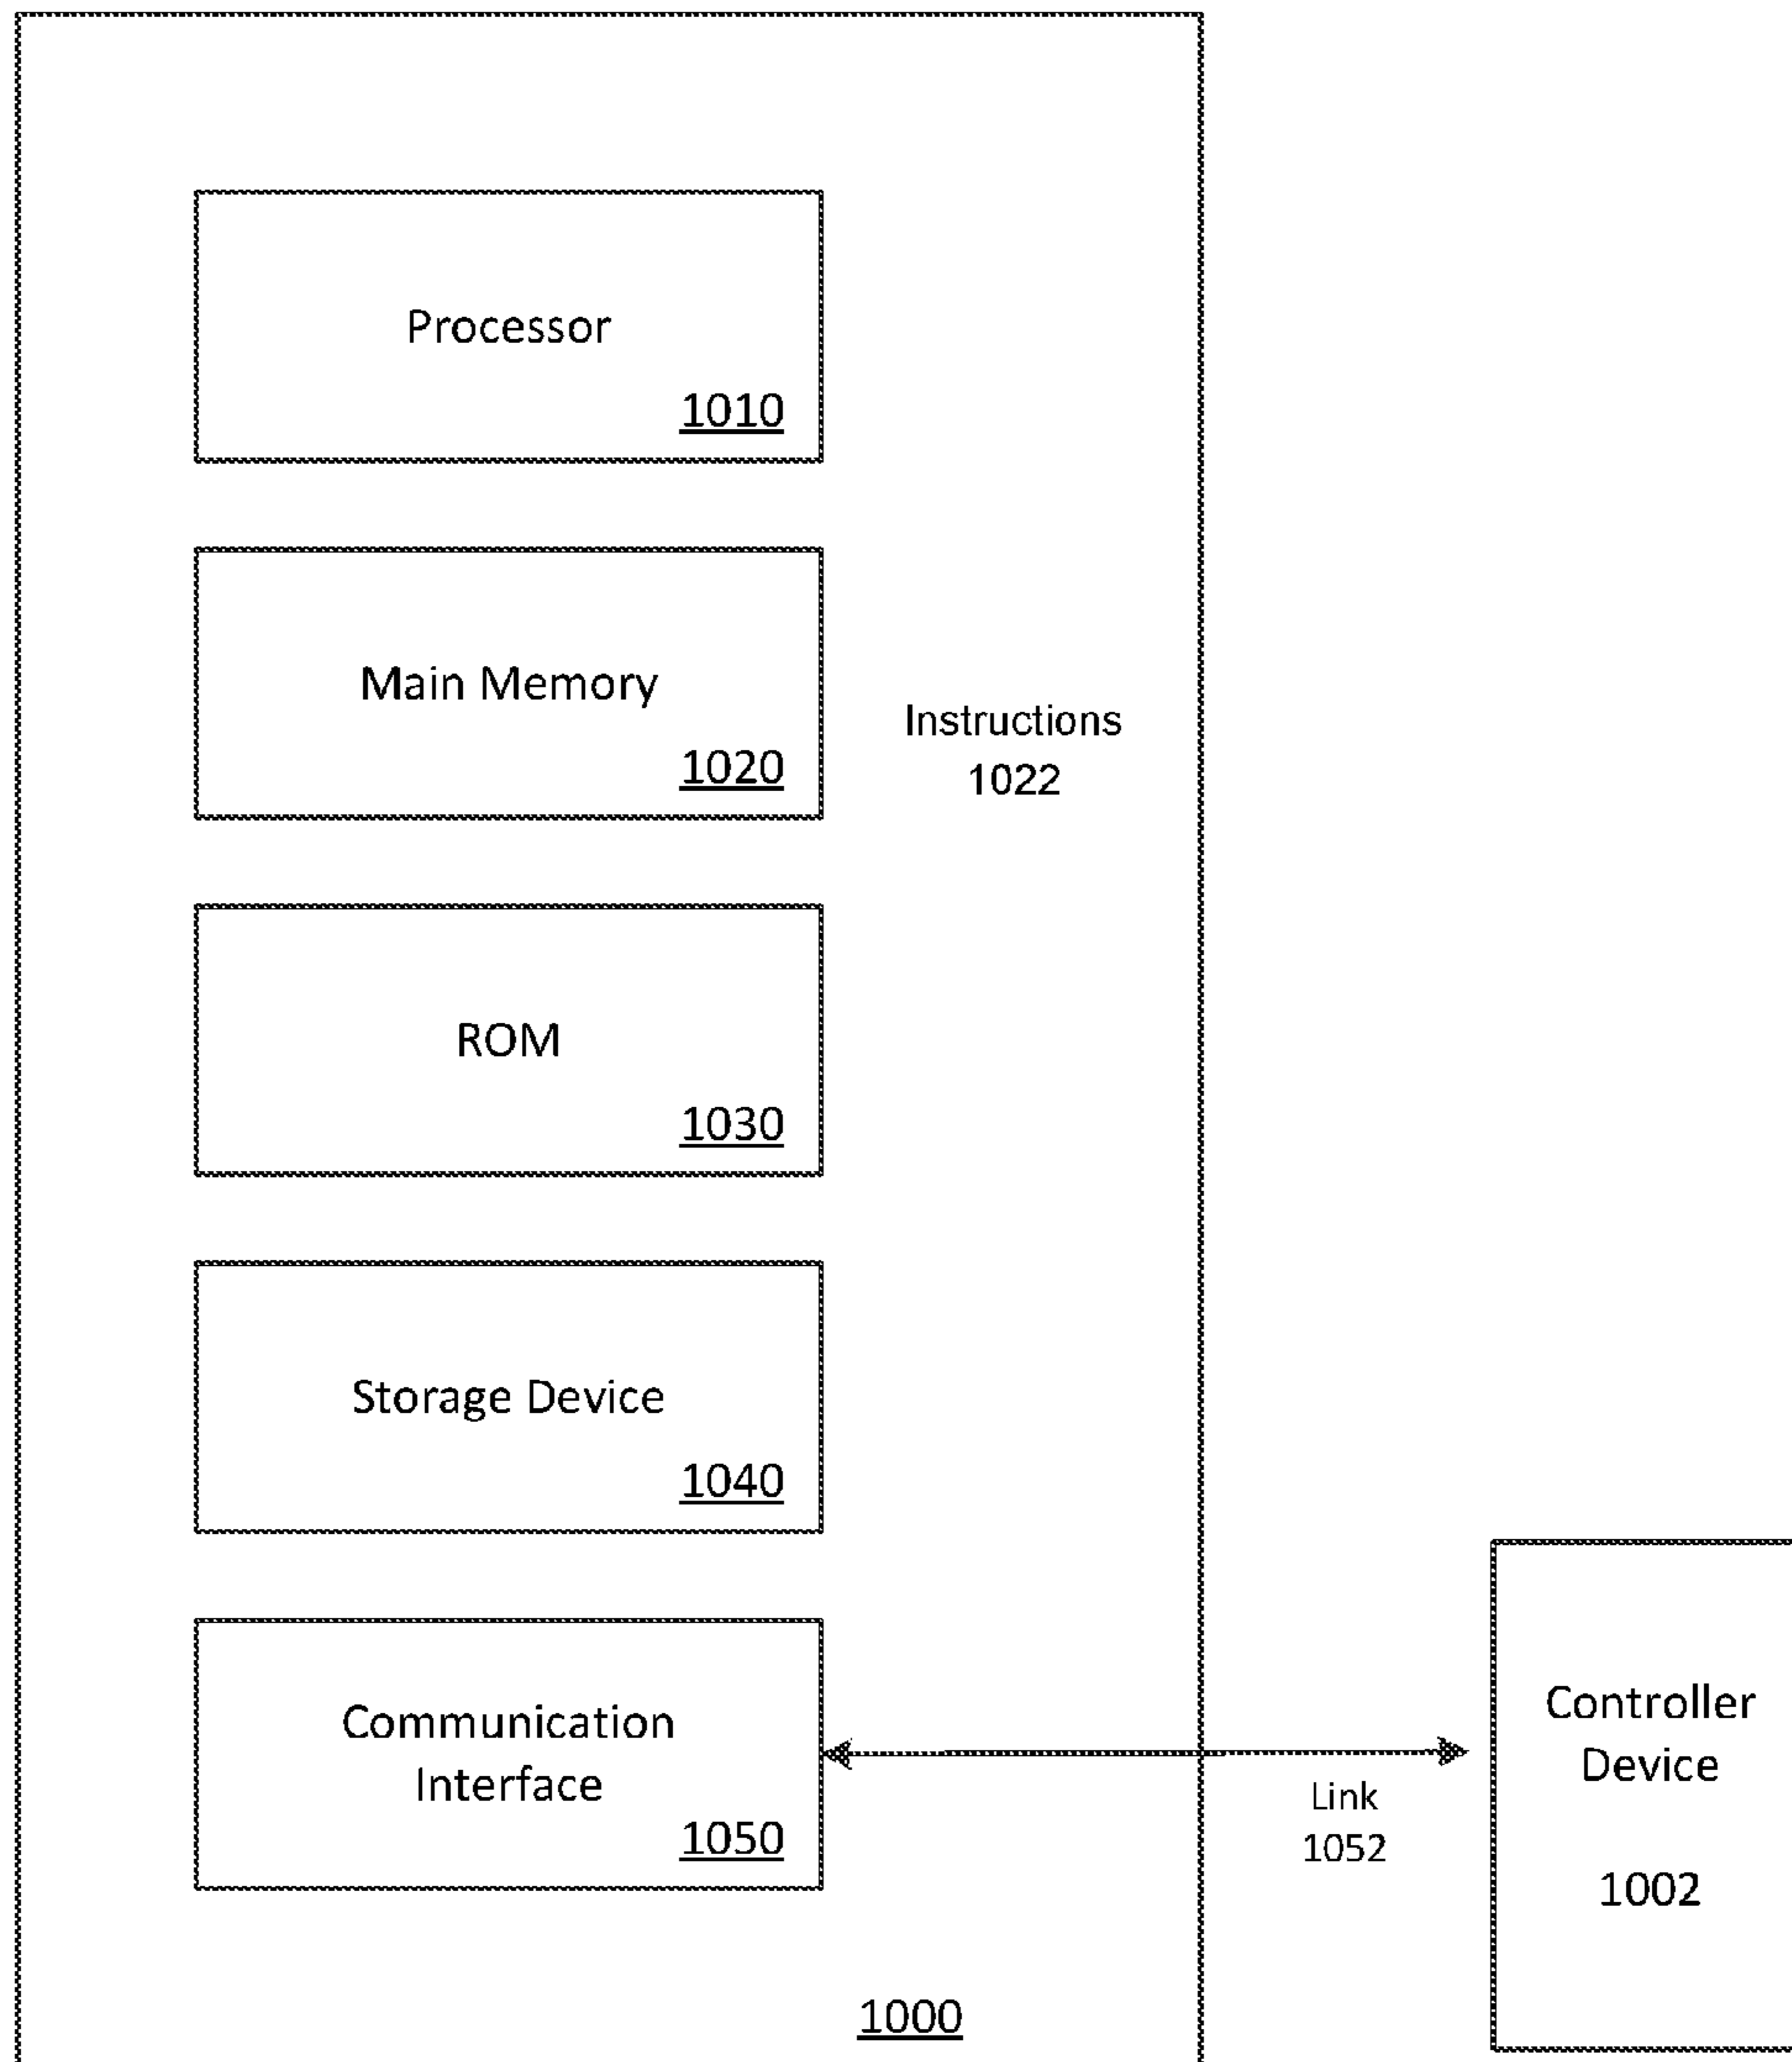 Processor
1010
Main Memory
1020
Instructions
1022
ROM
1030
Storage Device
1040
Communication
Interface
1050
Link
1052
Controller
Device
1002
1000